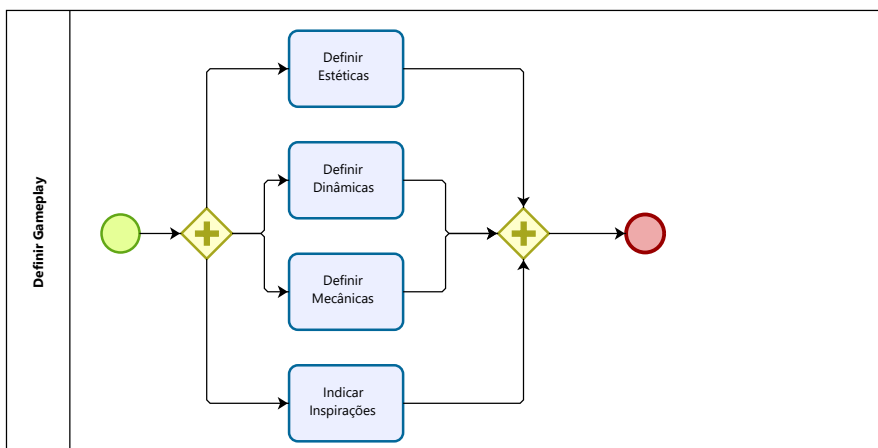 Definir Gameplay
Definir
Estéticas
Definir
Dinâmicas
Definir
Mecânicas
Indicar
Inspirações